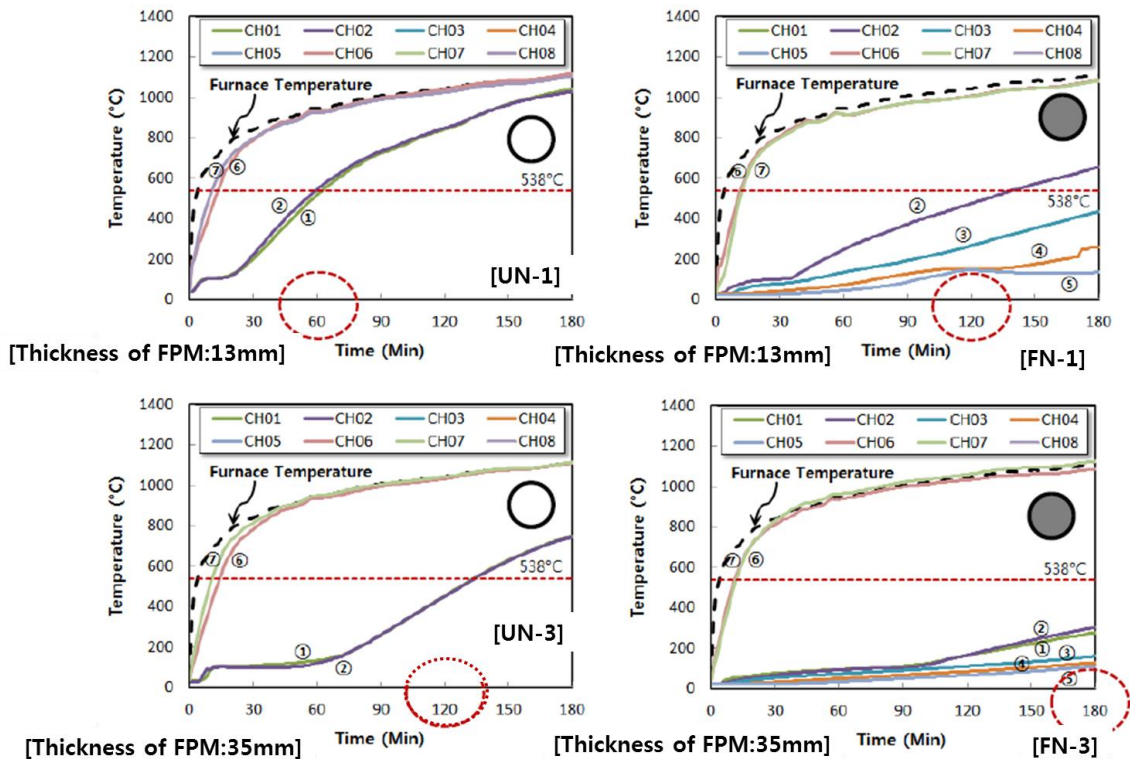 1400
1200
1000
800
600
400
200
0
Temperature (°C)
CH01 CH02 CH03 CH04
CH05 CH06 CH07 CH08
Furnace Temperature
⑦ ⑥
538°C
② ①
[UN-1]
0 30 60 90 120 150 180
[Thickness of FPM:13mm]
Time (Min)
1400
1200
1000
800
600
400
200
0
Temperature (°C)
CH01 CH02 CH03 CH04
CH05 CH06 CH07 CH08
Furnace Temperature
⑥ ⑦
538°C
②
③
④
⑤
0 30 60 90 120 150 180
[Thickness of FPM:13mm]
Time (Min)
[FN-1]
1400
1200
1000
800
600
400
200
0
Temperature (°C)
CH01 CH02 CH03 CH04
CH05 CH06 CH07 CH08
Furnace Temperature
⑦ ⑥
538°C
[UN-3]
①
②
0 30 60 90 120 150 180
[Thickness of FPM:35mm]
Time (Min)
1400
1200
1000
800
600
400
200
0
Temperature (°C)
CH01 CH02 CH03 CH04
CH05 CH06 CH07 CH08
Furnace Temperature
⑦ ⑥
538°C
②
①
④ ③
⑤
0 30 60 90 120 150 180
[Thickness of FPM:35mm]
Time (Min)
[FN-3]